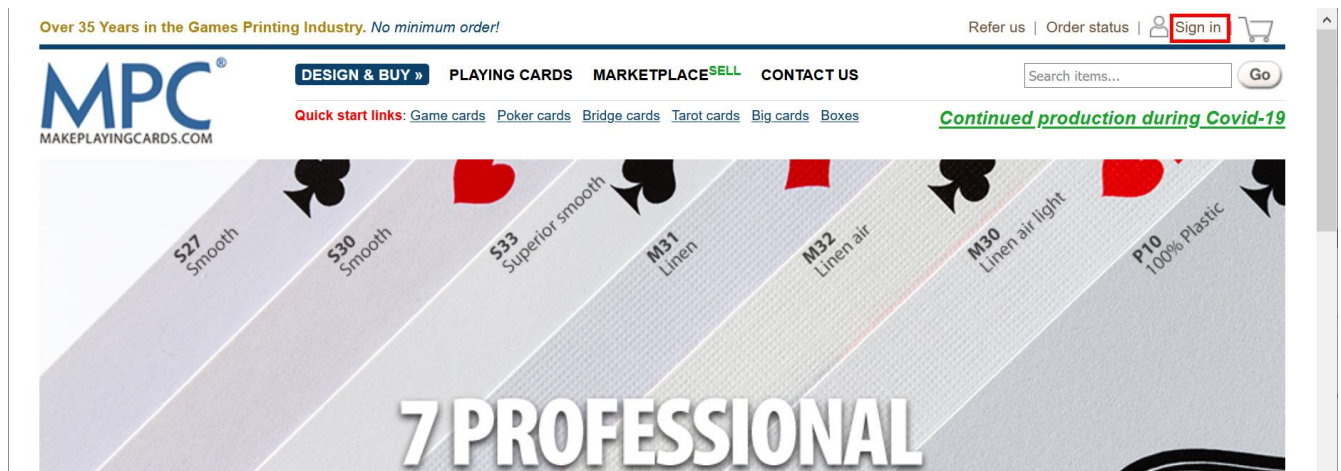 Over 35 Years in the Games Printing Industry. No minimum order!
Refer us | Order status | Sign in |
MPC®
MAKEPLAYINGCARDS.COM
DESIGN & BUY » PLAYING CARDS MARKETPLACE SELL CONTACT US
Search items... Go
Quick start links: Game cards Poker cards Bridge cards Tarot cards Big cards Boxes
Continued production during Covid-19
S27
Smooth
S30
Smooth
S33
Superior smooth
M31
Linen
M32
Linen air
M30
Linen air light
P10
100% Plastic
7 PROFESSIONAL